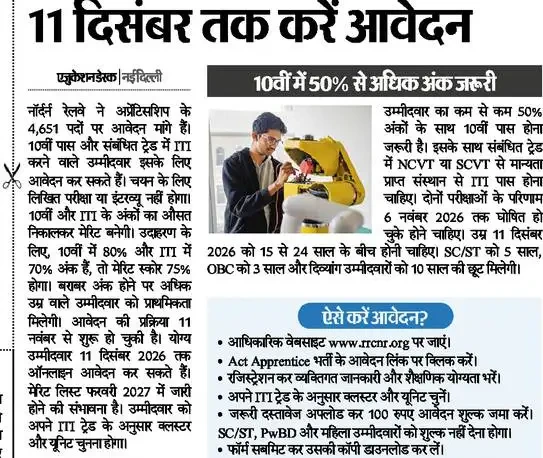 11 दिसंबर तक करें आवेदन
एजुकेशन डेस्क | नई दिल्ली
नॉर्दर्न रेलवे ने अप्रेंटिसशिप के
4,651 पदों पर आवेदन मांगे हैं।
10वीं पास और संबंधित ट्रेड में ITI
करने वाले उम्मीदवार इसके लिए
आवेदन कर सकते हैं। चयन के लिए
लिखित परीक्षा या इंटरव्यू नहीं होगा।
10वीं और ITI के अंकों का औसत
निकालकर मेरिट बनेगी। उदाहरण के
लिए, 10वीं में 80% और ITI में
70% अंक हैं, तो मेरिट स्कोर 75%
होगा। बराबर अंक होने पर अधिक
उम्र वाले उम्मीदवार को प्राथमिकता
मिलेगी। आवेदन की प्रक्रिया 11
नवंबर से शुरू हो चुकी है। योग्य
उम्मीदवार 11 दिसंबर 2026 तक
ऑनलाइन आवेदन कर सकते हैं।
मेरिट लिस्ट फरवरी 2027 में जारी
होने की संभावना है। उम्मीदवार को
अपने ITI ट्रेड के अनुसार क्लस्टर
और यूनिट चुनना होगा।
10वीं में 50% से अधिक अंक जरूरी
उम्मीदवार का कम से कम 50%
अंकों के साथ 10वीं पास होना
जरूरी है। इसके साथ संबंधित ट्रेड
में NCVT या SCVT से मान्यता
प्राप्त संस्थान से ITI पास होना
चाहिए। दोनों परीक्षाओं के परिणाम
6 नवंबर 2026 तक घोषित हो
चुके होने चाहिए। उम्र 11 दिसंबर
2026 को 15 से 24 साल के बीच होनी चाहिए। SC/ST को 5 साल,
OBC को 3 साल और दिव्यांग उम्मीदवारों को 10 साल की छूट मिलेगी।
ऐसे करें आवेदन?
• आधिकारिक वेबसाइट www.rrcnr.org पर जाएं।
• Act Apprentice भर्ती के आवेदन लिंक पर क्लिक करें।
• रजिस्ट्रेशन कर व्यक्तिगत जानकारी और शैक्षणिक योग्यता भरें।
• अपने ITI ट्रेड के अनुसार क्लस्टर और यूनिट चुनें।
• जरूरी दस्तावेज अपलोड कर 100 रुपए आवेदन शुल्क जमा करें।
SC/ST, PwBD और महिला उम्मीदवारों को शुल्क नहीं देना होगा।
• फॉर्म सबमिट कर उसकी कॉपी डाउनलोड कर लें।